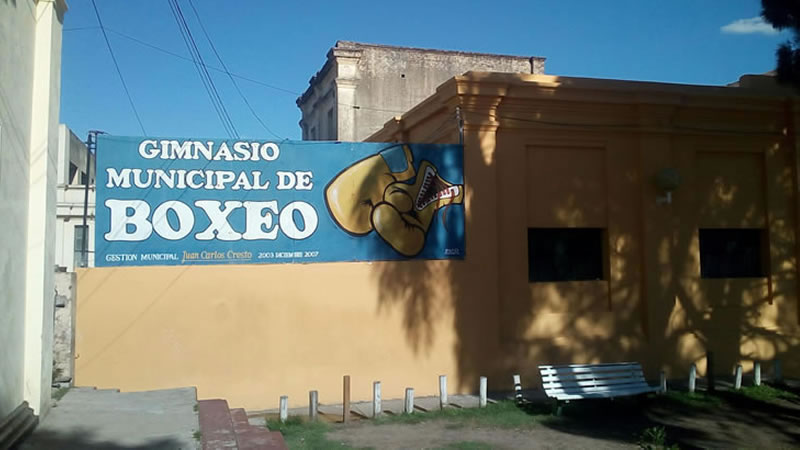 GIMNASIO
MUNICIPAL DE
BOXEO
GESTION MUNICIPAL Juan Carlos Cresto 2003 DICIEMBRE 2007